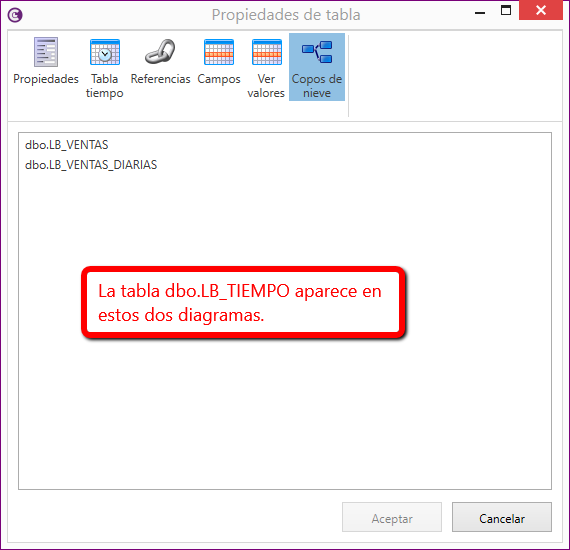 Propiedades de tabla
Propiedades
Tabla
tiempo
Referencias
Campos
Ver
valores
Copos de
nieve
dbo.LB_VENTAS
dbo.LB_VENTAS_DIARIAS
La tabla dbo.LB_TIEMPO aparece en
estos dos diagramas.
Aceptar
Cancelar